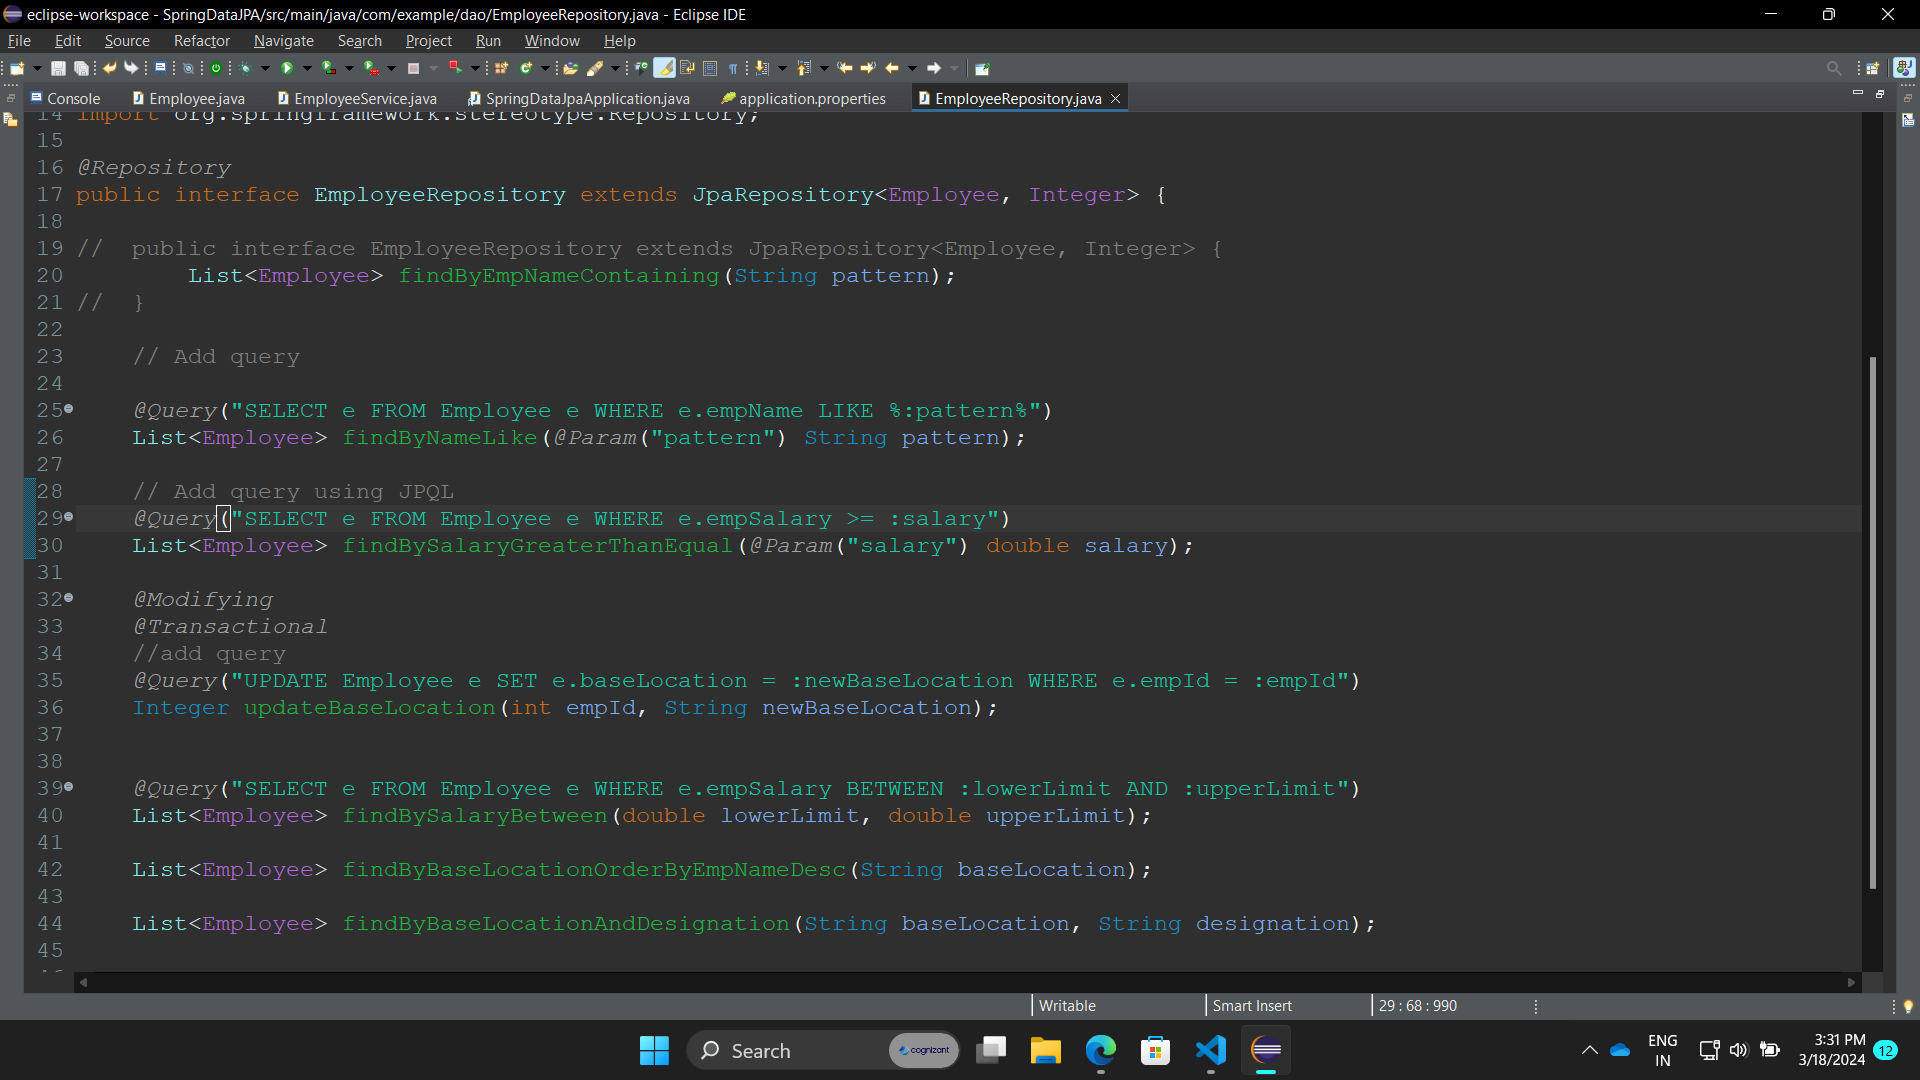 eclipse-workspace - SpringDataJPA/src/main/java/com/example/dao/EmployeeRepository.java - Eclipse IDE
File Edit Source Refactor Navigate Search Project Run Window Help
Console Employee.java EmployeeService.java SpringDataJpaApplication.java application.properties EmployeeRepository.java
14 import org.springframework.stereotype.Repository;
15
16 @Repository
17 public interface EmployeeRepository extends JpaRepository<Employee, Integer> {
18
19 //  public interface EmployeeRepository extends JpaRepository<Employee, Integer> {
20         List<Employee> findByEmpNameContaining(String pattern);
21 //  }
22
23     // Add query
24
25     @Query("SELECT e FROM Employee e WHERE e.empName LIKE %:pattern%")
26     List<Employee> findByNameLike(@Param("pattern") String pattern);
27
28     // Add query using JPQL
29     @Query("SELECT e FROM Employee e WHERE e.empSalary >= :salary")
30     List<Employee> findBySalaryGreaterThanEqual(@Param("salary") double salary);
31
32     @Modifying
33     @Transactional
34     //add query
35     @Query("UPDATE Employee e SET e.baseLocation = :newBaseLocation WHERE e.empId = :empId")
36     Integer updateBaseLocation(int empId, String newBaseLocation);
37
38
39     @Query("SELECT e FROM Employee e WHERE e.empSalary BETWEEN :lowerLimit AND :upperLimit")
40     List<Employee> findBySalaryBetween(double lowerLimit, double upperLimit);
41
42     List<Employee> findByBaseLocationOrderByEmpNameDesc(String baseLocation);
43
44     List<Employee> findByBaseLocationAndDesignation(String baseLocation, String designation);
45
Writable Smart Insert 29 : 68 : 990
Search cognizant
ENG
IN
3:31 PM
3/18/2024
12